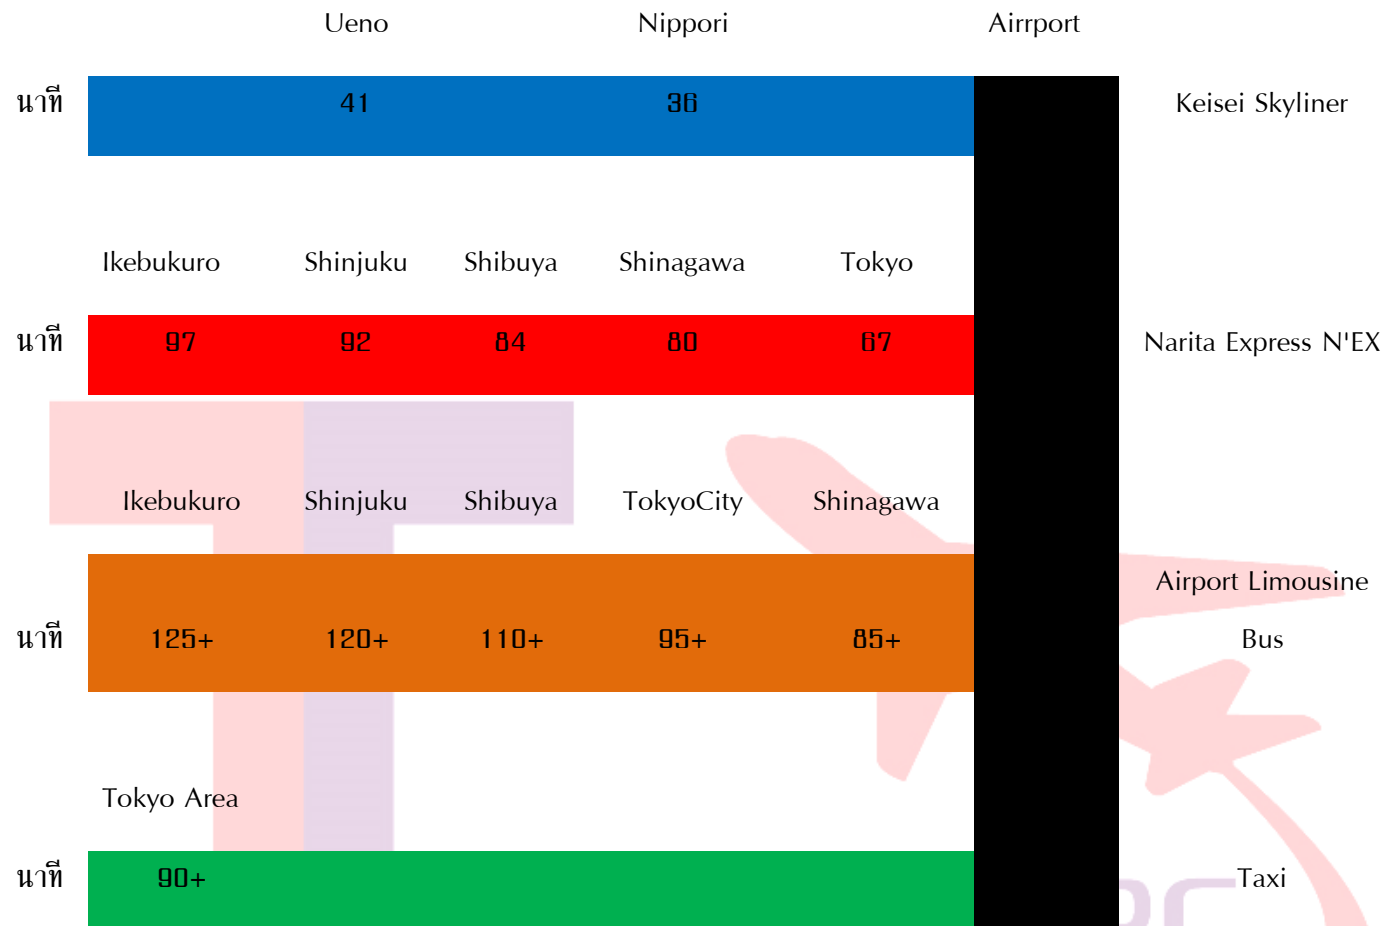 Ueno Nippori Airrport
นาที 41 36 Keisei Skyliner
Ikebukuro Shinjuku Shibuya Shinagawa Tokyo
นาที 97 92 84 80 67 Narita Express N'EX
Ikebukuro Shinjuku Shibuya TokyoCity Shinagawa
Airport Limousine
นาที 125+ 120+ 110+ 95+ 85+ Bus
Tokyo Area
นาที 90+ Taxi